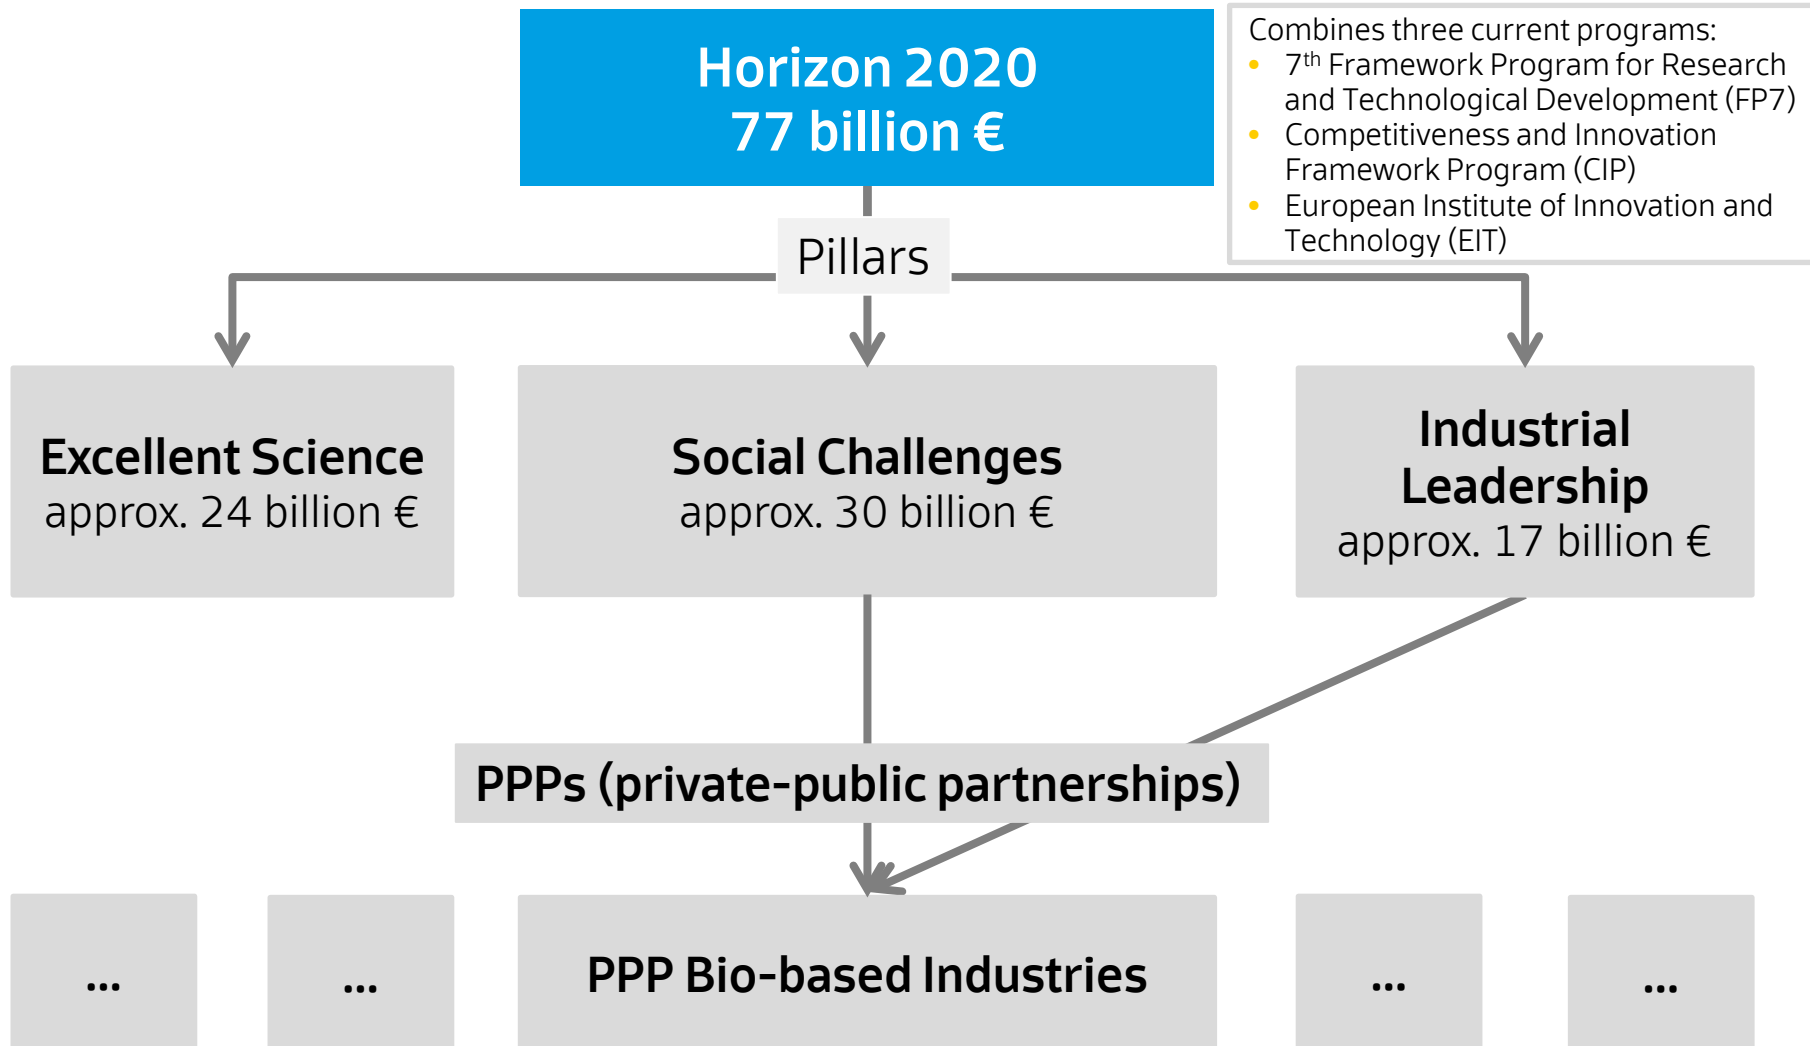 Horizon 2020
77 billion €
Combines three current programs:
• 7th Framework Program for Research
and Technological Development (FP7)
• Competitiveness and Innovation
Framework Program (CIP)
• European Institute of Innovation and
Technology (EIT)
Pillars
Excellent Science
approx. 24 billion €
Social Challenges
approx. 30 billion €
Industrial
Leadership
approx. 17 billion €
PPPs (private-public partnerships)
...
...
PPP Bio-based Industries
...
...